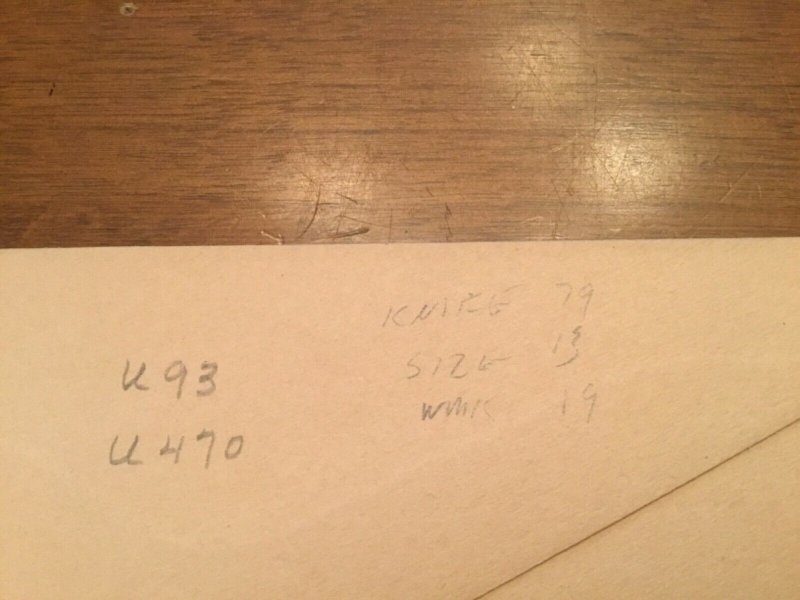 U93
U470
KNIFE 79
SIZE 13
WMK 19